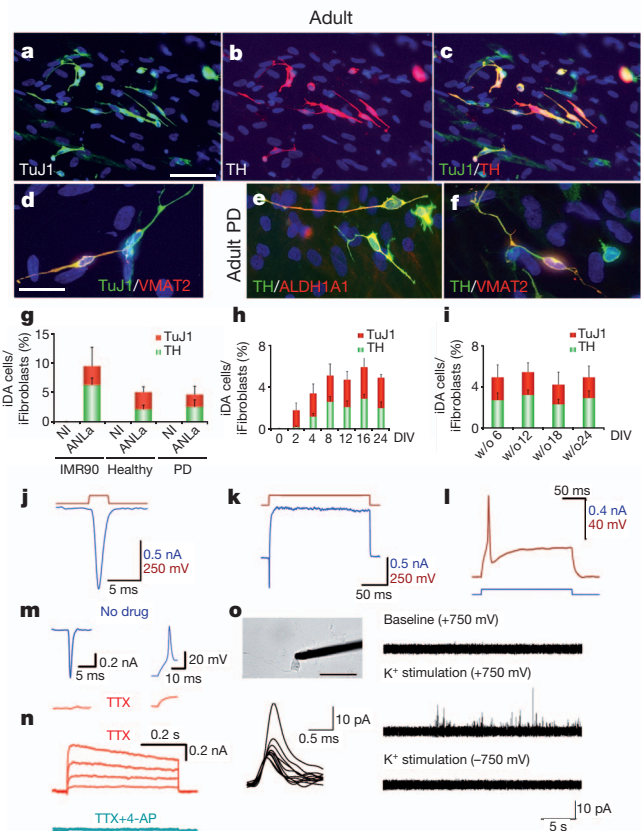 Adult
a
b
c
TuJ1
TH
TuJ1/TH
d
Adult PD
e
f
TuJ1/VMAT2
TH/ALDH1A1
TH/VMAT2
g
h
i
iDA cells/
iFibroblasts (%)
15
10
5
0
TuJ1
TH
NI
ANLa
NI
ANLa
NI
ANLa
IMR90
Healthy
PD
iDA cells/
iFibroblasts (%)
8
4
0
TuJ1
TH
0 2 4 8 12 16 24
DIV
iDA cells/
iFibroblasts (%)
8
4
0
TuJ1
TH
w/o 6
w/o12
w/o18
w/o24
DIV
j
0.5 nA
250 mV
5 ms
k
0.5 nA
250 mV
50 ms
l
50 ms
0.4 nA
40 mV
m
No drug
0.2 nA
5 ms
20 mV
10 ms
TTX
n
TTX
0.2 s
0.2 nA
TTX+4-AP
o
10 pA
0.5 ms
Baseline (+750 mV)
K⁺ stimulation (+750 mV)
K⁺ stimulation (−750 mV)
10 pA
5 s